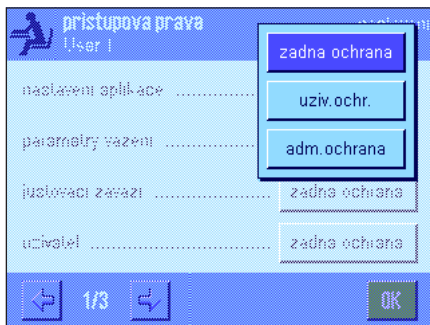 pristupova prava
User 1
zadna ochrana
uziv.ochr.
adm.ochrana
nastaveni aplikace ................
parametry vazeni ................
justovaci zavazi ................ zadna ochrana
uzivatel ................ zadna ochrana
1/3
OK